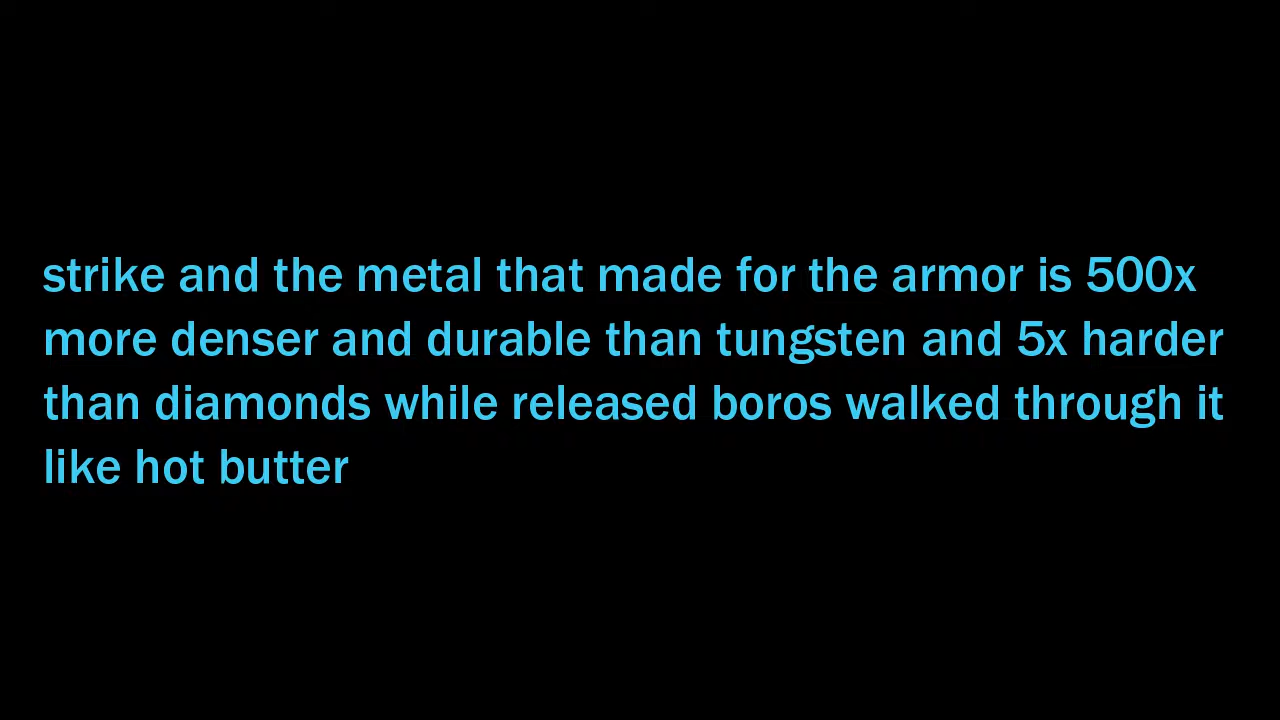 strike and the metal that made for the armor is 500x
more denser and durable than tungsten and 5x harder
than diamonds while released boros walked through it
like hot butter